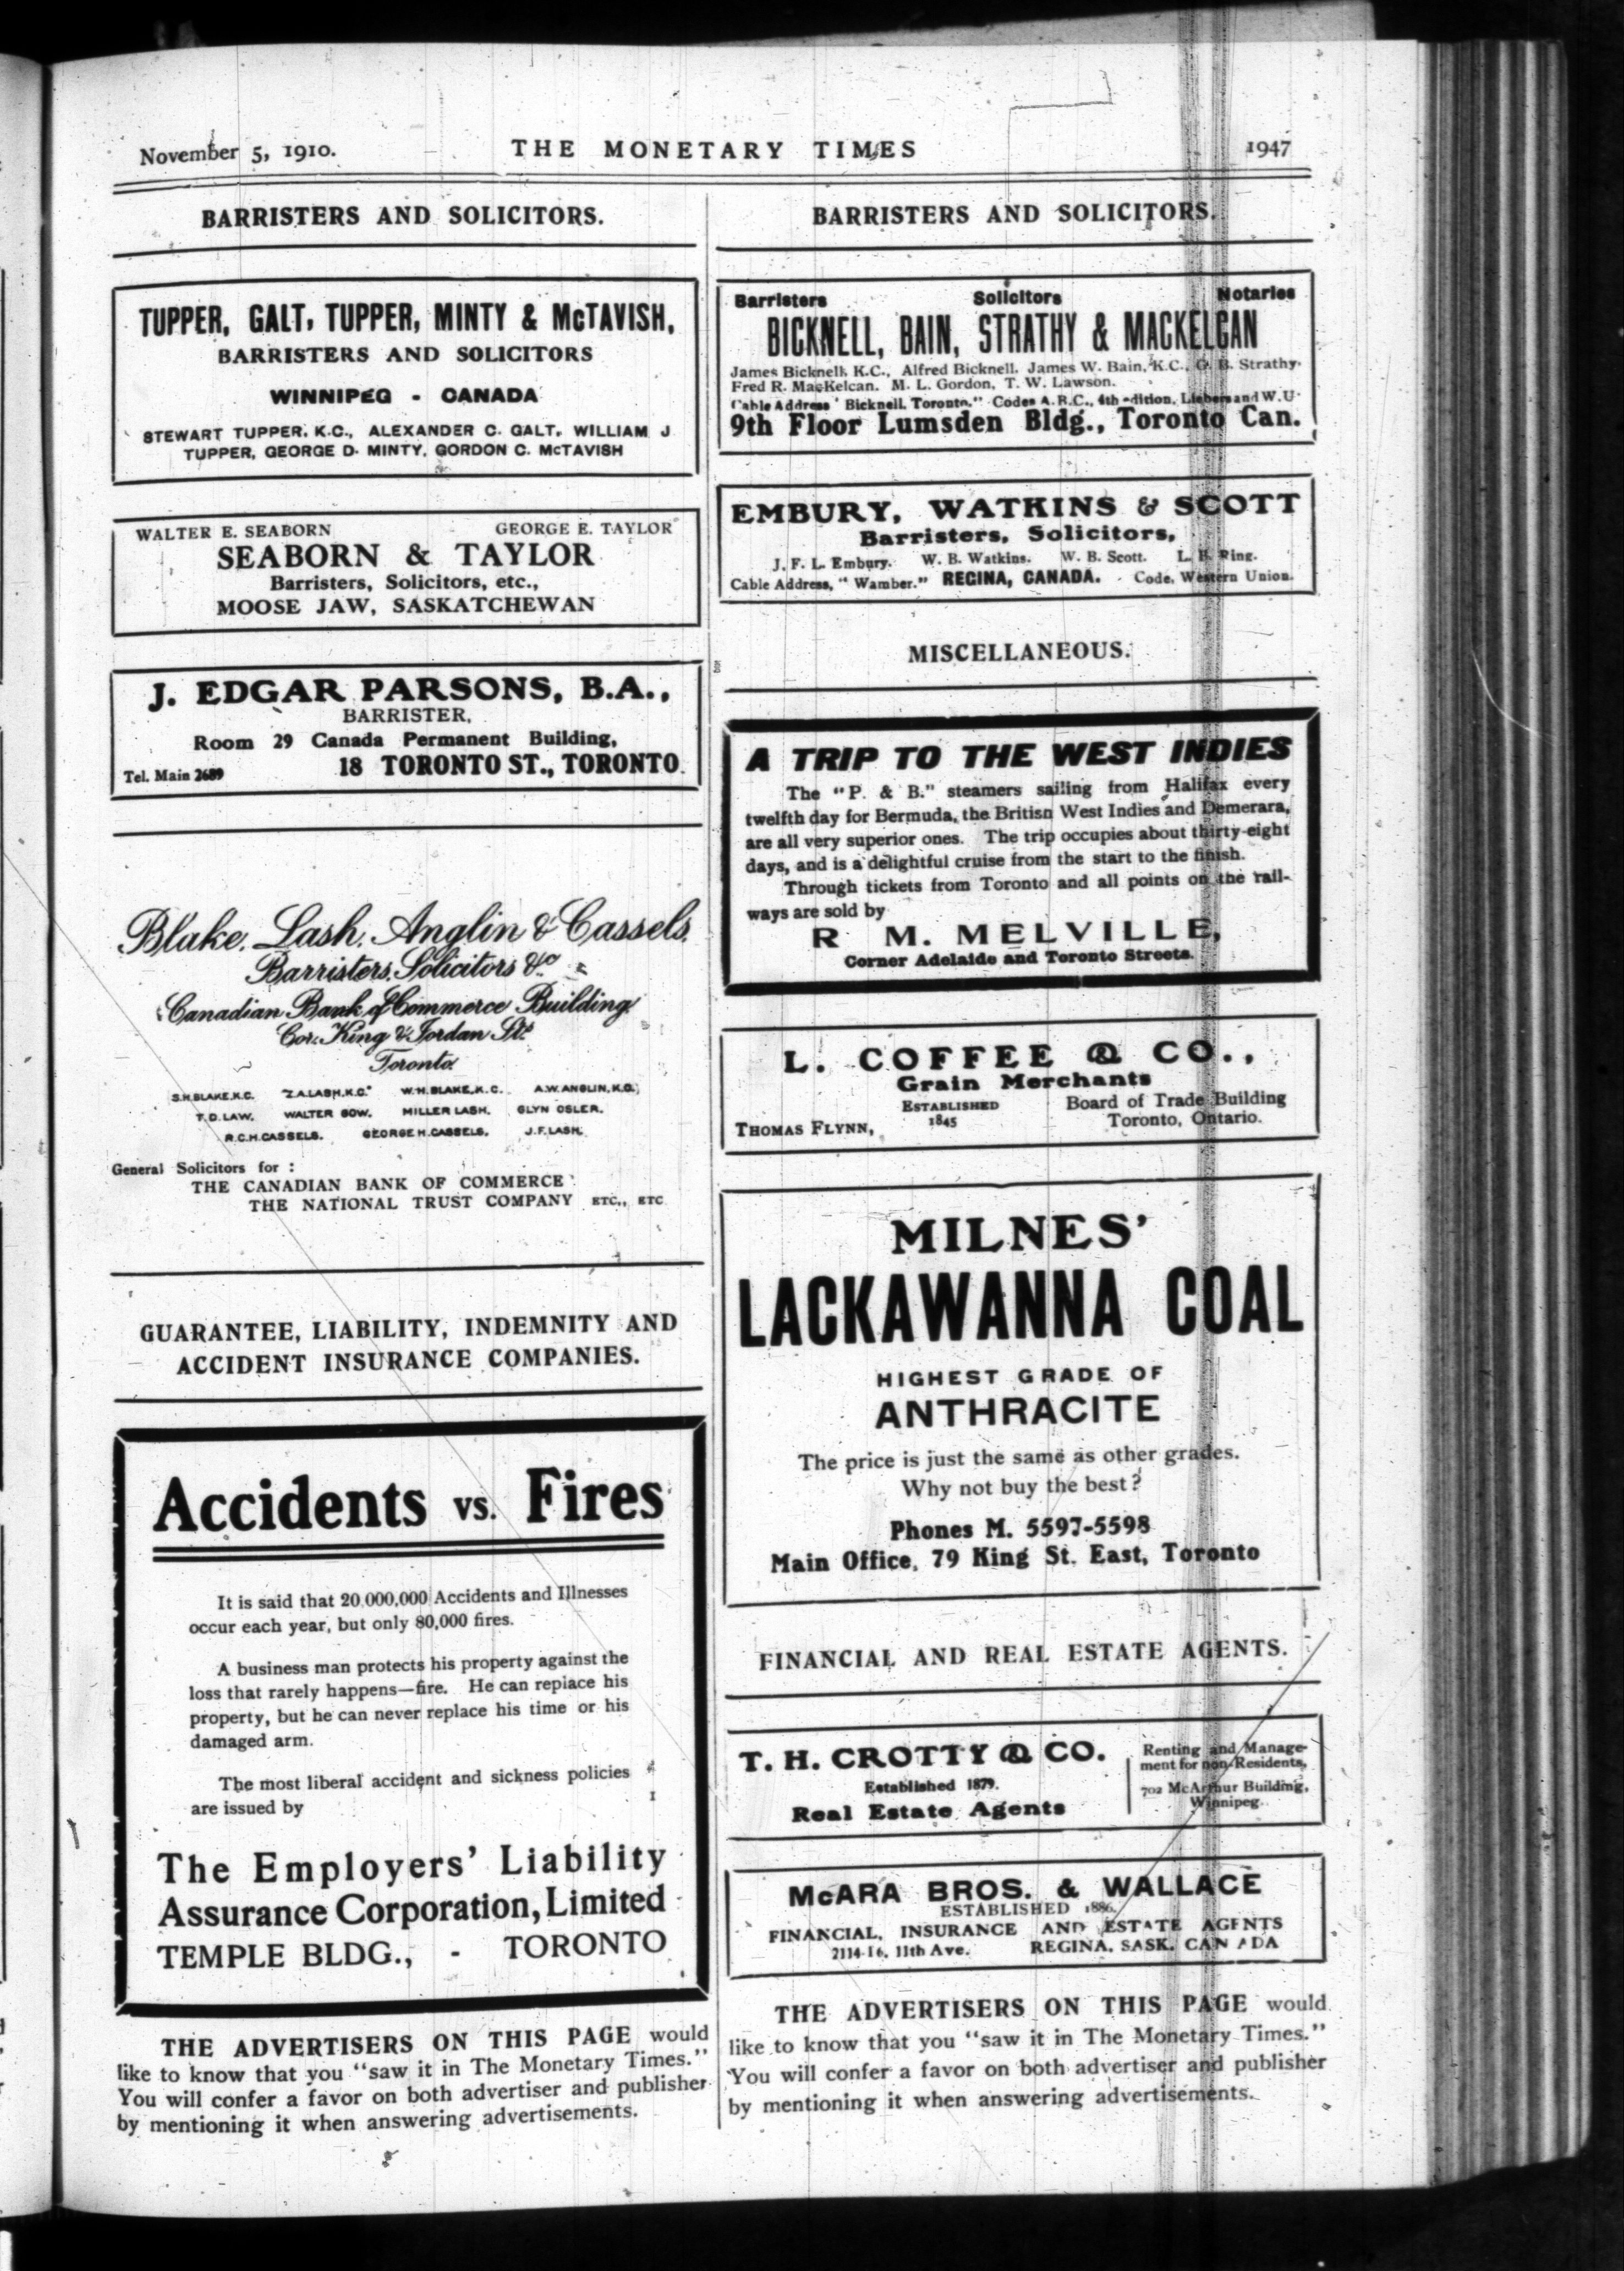 November 5, 1910.
THE MONETARY TIMES
1947
BARRISTERS AND SOLICITORS.
TUPPER, GALT, TUPPER, MINTY & McTAVISH,
BARRISTERS AND SOLICITORS
WINNIPEG - CANADA
STEWART TUPPER, K.C., ALEXANDER C. GALT, WILLIAM J
TUPPER, GEORGE D. MINTY, GORDON C. McTAVISH
WALTER E. SEABORN GEORGE E. TAYLOR
SEABORN & TAYLOR
Barristers, Solicitors, etc.,
MOOSE JAW, SASKATCHEWAN
J. EDGAR PARSONS, B.A.,
BARRISTER,
Room 29 Canada Permanent Building,
Tel. Main 2689 18 TORONTO ST., TORONTO.
Blake, Lash, Anglin & Cassels,
Barristers, Solicitors &c.
Canadian Bank of Commerce Building,
Cor. King & Jordan Sts.
Toronto.
S.H. BLAKE, K.C. Z.A. LASH, K.C. W.H. BLAKE, K.C. A.W. ANGLIN, K.C.,
T.D. LAW. WALTER GOW. MILLER LASH. GLYN OSLER.
R.C.H. CASSELS. GEORGE H. CASSELS. J.F. LASH.
General Solicitors for :
THE CANADIAN BANK OF COMMERCE
THE NATIONAL TRUST COMPANY ETC., ETC
GUARANTEE, LIABILITY, INDEMNITY AND
ACCIDENT INSURANCE COMPANIES.
Accidents vs. Fires
It is said that 20,000,000 Accidents and Illnesses
occur each year, but only 80,000 fires.
A business man protects his property against the
loss that rarely happens—fire. He can replace his
property, but he can never replace his time or his
damaged arm.
The most liberal accident and sickness policies
are issued by
The Employers' Liability
Assurance Corporation, Limited
TEMPLE BLDG., - TORONTO
THE ADVERTISERS ON THIS PAGE would
like to know that you "saw it in The Monetary Times."
You will confer a favor on both advertiser and publisher
by mentioning it when answering advertisements.
BARRISTERS AND SOLICITORS.
Barristers Solicitors Notaries
BICKNELL, BAIN, STRATHY & MACKELCAN
James Bicknell, K.C., Alfred Bicknell, James W. Bain, K.C., G. B. Strathy.
Fred R. MacKelcan. M. L. Gordon, T. W. Lawson.
Cable Address ' Bicknell, Toronto." Codes A.B.C., 4th edition, Liebers and W.U.
9th Floor Lumsden Bldg., Toronto Can.
EMBURY, WATKINS & SCOTT
Barristers, Solicitors,
J. F. L. Embury. W. B. Watkins. W. B. Scott. L. B. Ring.
Cable Address, "Wamber." REGINA, CANADA. Code, Western Union.
MISCELLANEOUS.
A TRIP TO THE WEST INDIES
The "P. & B." steamers sailing from Halifax every
twelfth day for Bermuda, the British West Indies and Demerara,
are all very superior ones. The trip occupies about thirty-eight
days, and is a delightful cruise from the start to the finish.
Through tickets from Toronto and all points on the rail-
ways are sold by
R M. MELVILLE,
Corner Adelaide and Toronto Streets.
L. COFFEE & CO.,
Grain Merchants
ESTABLISHED Board of Trade Building
1845 Toronto, Ontario.
THOMAS FLYNN,
MILNES'
LACKAWANNA COAL
HIGHEST GRADE OF
ANTHRACITE
The price is just the same as other grades.
Why not buy the best?
Phones M. 5597-5598
Main Office, 79 King St. East, Toronto
FINANCIAL AND REAL ESTATE AGENTS.
T. H. CROTTY & CO.
Established 1879.
Real Estate Agents
Renting and Manage-
ment for non-Residents,
702 McArthur Building,
Winnipeg.
McARA BROS. & WALLACE
ESTABLISHED 1886.
FINANCIAL, INSURANCE AND ESTATE AGENTS
2114-16, 11th Ave. REGINA, SASK. CANADA
THE ADVERTISERS ON THIS PAGE would
like to know that you "saw it in The Monetary Times."
You will confer a favor on both advertiser and publisher
by mentioning it when answering advertisements.